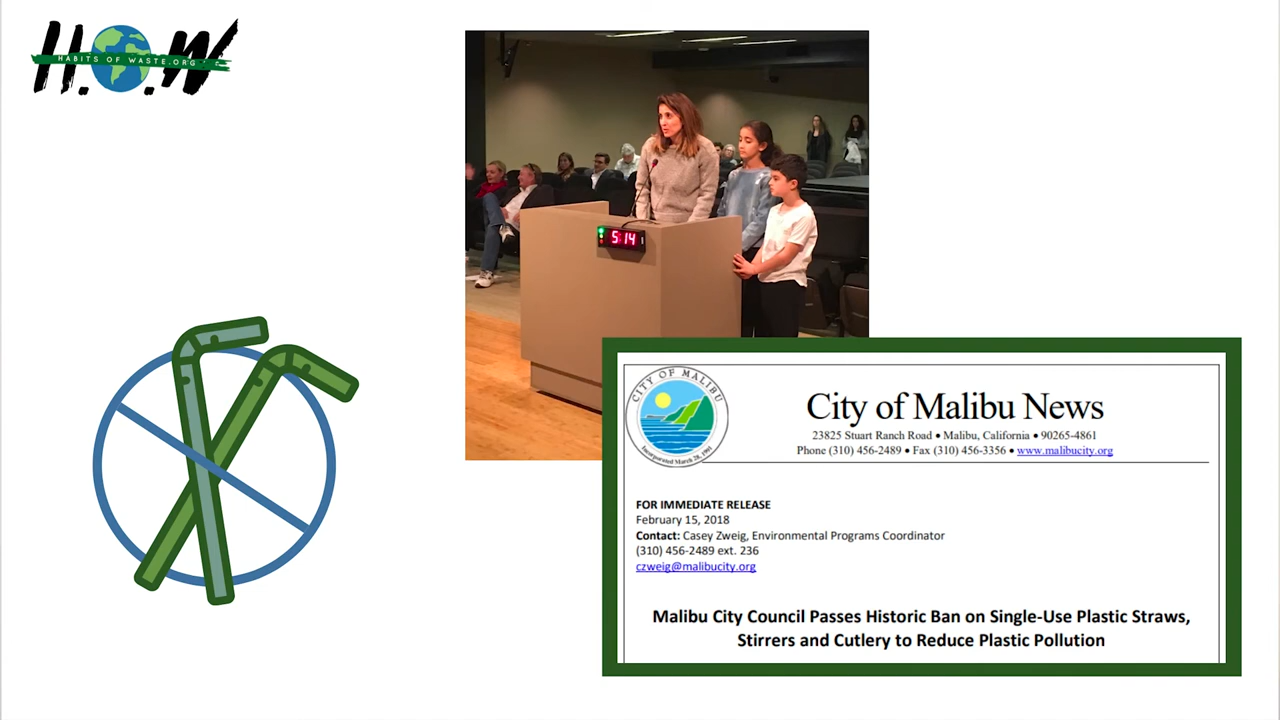 H.O.W
HABITS OF WASTE.ORG
5:14
CITY OF MALIBU
Incorporated March 28, 1991
City of Malibu News
23825 Stuart Ranch Road ● Malibu, California ● 90265-4861
Phone (310) 456-2489 ● Fax (310) 456-3356 ● www.malibucity.org
FOR IMMEDIATE RELEASE
February 15, 2018
Contact: Casey Zweig, Environmental Programs Coordinator
(310) 456-2489 ext. 236
czweig@malibucity.org
Malibu City Council Passes Historic Ban on Single-Use Plastic Straws,
Stirrers and Cutlery to Reduce Plastic Pollution